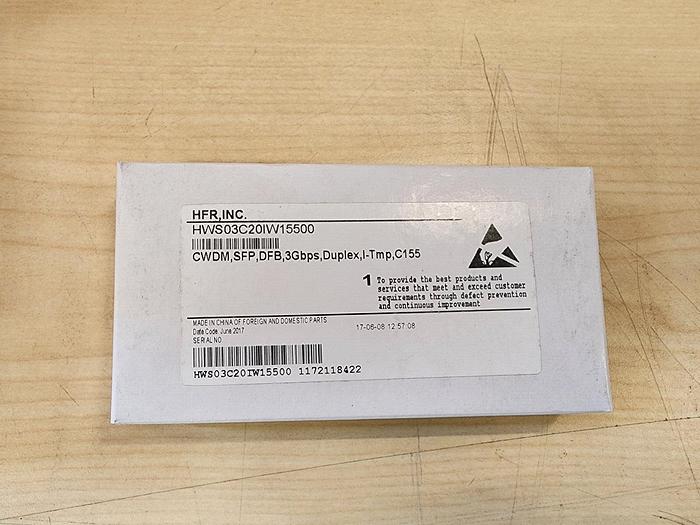 HFR,INC.
HWS03C20IW15500
CWDM,SFP,DFB,3Gbps,Duplex,I-Tmp,C155
1 To provide the best products and
services that meet and exceed customer
requirements through defect prevention
and continuous improvement
MADE IN CHINA OF FOREIGN AND DOMESTIC PARTS
Date Code June 2017
17-06-08 12:57:08
SERIAL NO
HWS03C20IW15500 1172118422